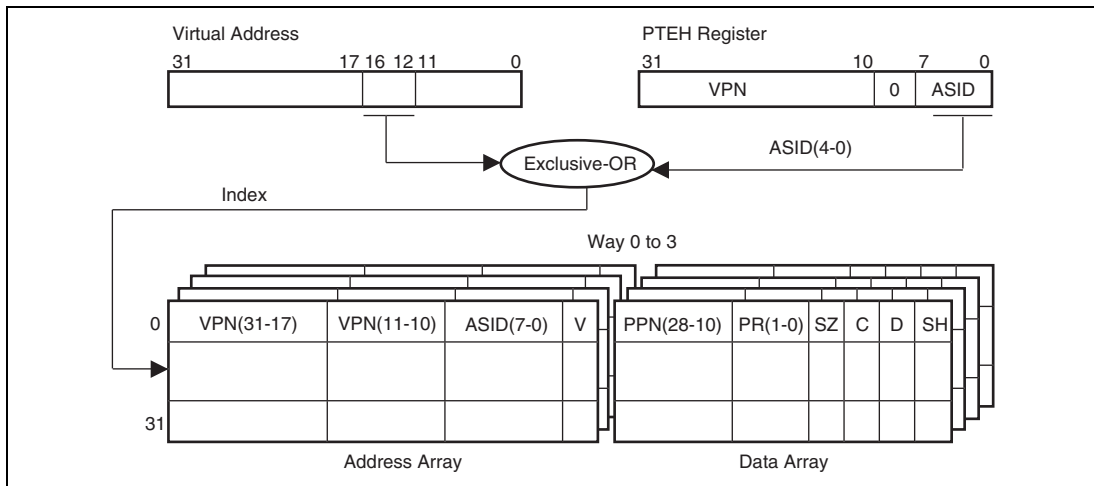 Virtual Address
31 17 16 12 11 0
PTEH Register
31 10 7 0
VPN 0 ASID
Exclusive-OR
ASID(4-0)
Index
Way 0 to 3
0 VPN(31-17) VPN(11-10) ASID(7-0) V
PPN(28-10) PR(1-0) SZ C D SH
31
Address Array
Data Array